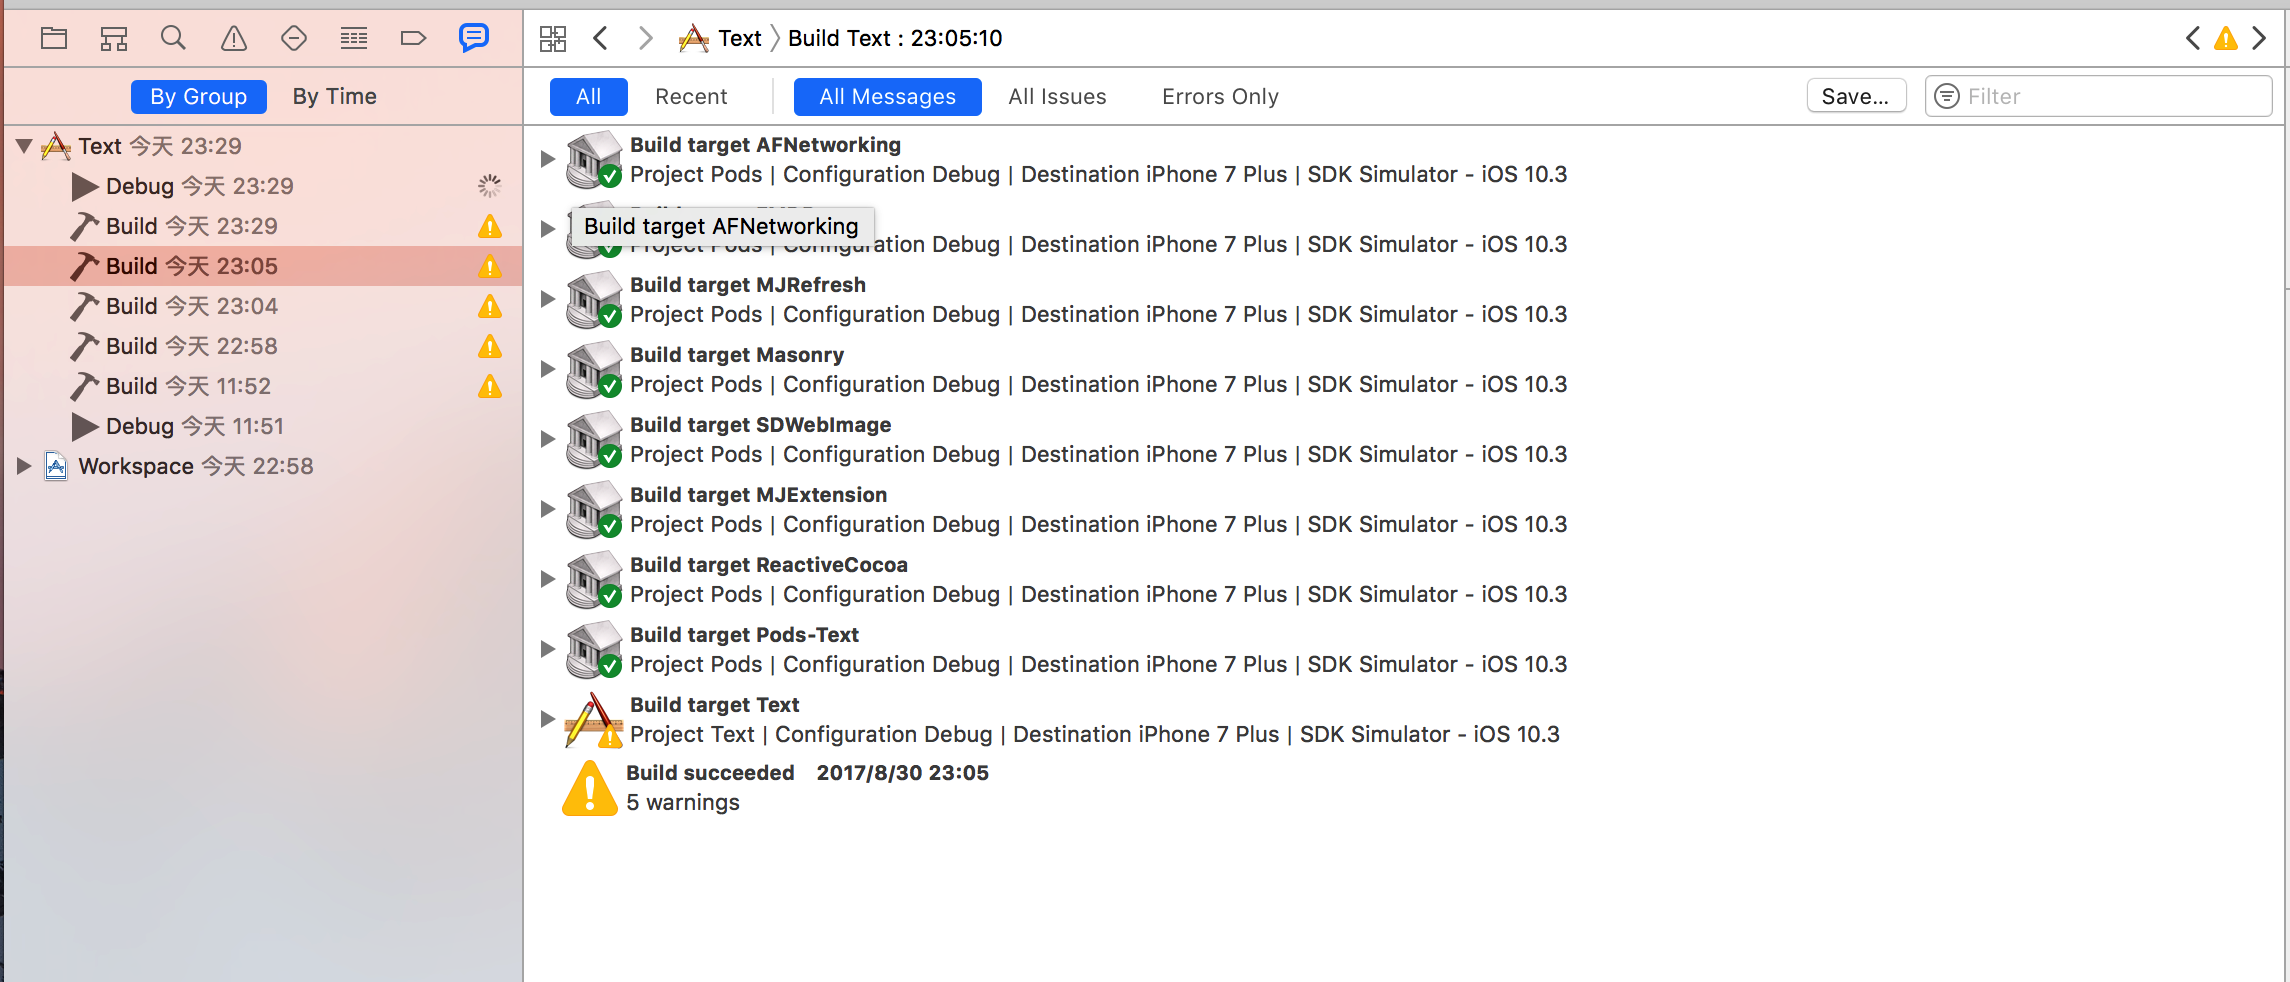 Text 〉Build Text : 23:05:10
By Group By Time
All Recent All Messages All Issues Errors Only Save... Filter
Text 今天 23:29
Debug 今天 23:29
Build 今天 23:29
Build 今天 23:05
Build 今天 23:04
Build 今天 22:58
Build 今天 11:52
Debug 今天 11:51
Workspace 今天 22:58
Build target AFNetworking
Project Pods | Configuration Debug | Destination iPhone 7 Plus | SDK Simulator - iOS 10.3
Build target AFNetworking
Project Pods | Configuration Debug | Destination iPhone 7 Plus | SDK Simulator - iOS 10.3
Build target MJRefresh
Project Pods | Configuration Debug | Destination iPhone 7 Plus | SDK Simulator - iOS 10.3
Build target Masonry
Project Pods | Configuration Debug | Destination iPhone 7 Plus | SDK Simulator - iOS 10.3
Build target SDWebImage
Project Pods | Configuration Debug | Destination iPhone 7 Plus | SDK Simulator - iOS 10.3
Build target MJExtension
Project Pods | Configuration Debug | Destination iPhone 7 Plus | SDK Simulator - iOS 10.3
Build target ReactiveCocoa
Project Pods | Configuration Debug | Destination iPhone 7 Plus | SDK Simulator - iOS 10.3
Build target Pods-Text
Project Pods | Configuration Debug | Destination iPhone 7 Plus | SDK Simulator - iOS 10.3
Build target Text
Project Text | Configuration Debug | Destination iPhone 7 Plus | SDK Simulator - iOS 10.3
Build succeeded 2017/8/30 23:05
5 warnings